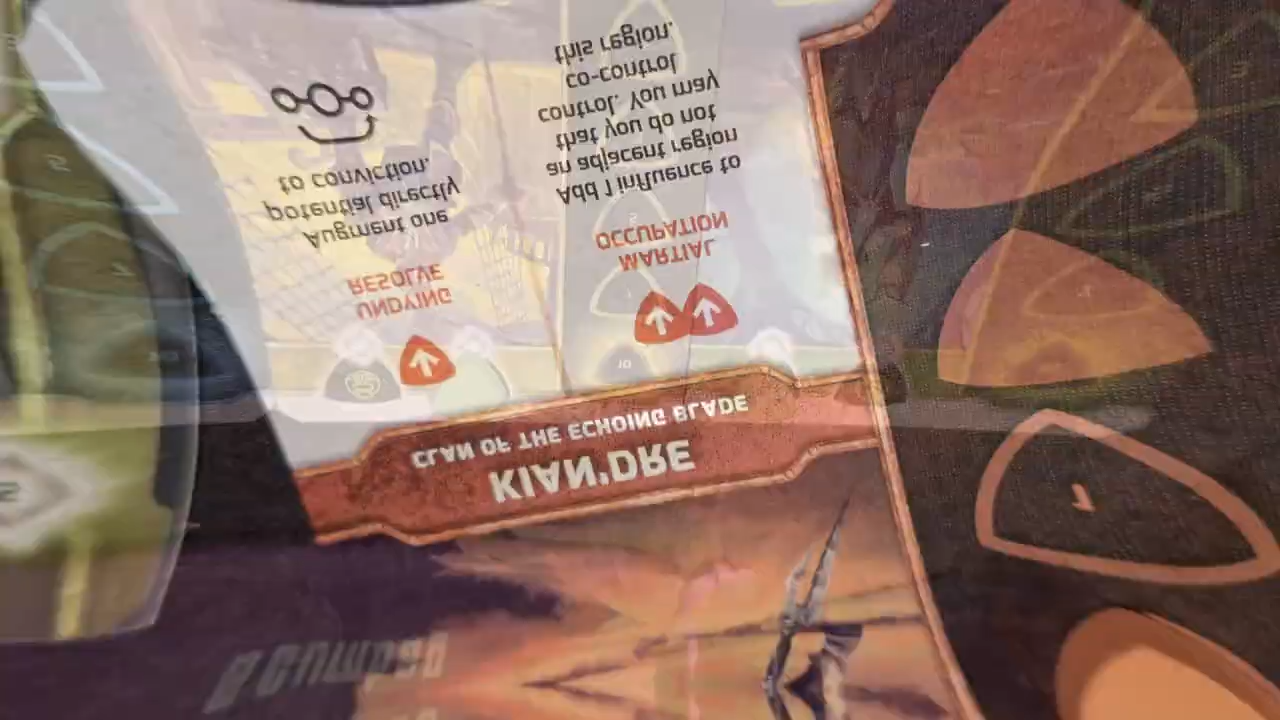 KIAN'DRE
CLAN OF THE ECHOING BLADE
UNDYING
RESOLVE
Augment one
potential directly
to conviction.
MARTIAL
OCCUPATION
Add 1 influence to
an adjacent region
that you do not
control. You may
co-control
this region.
1